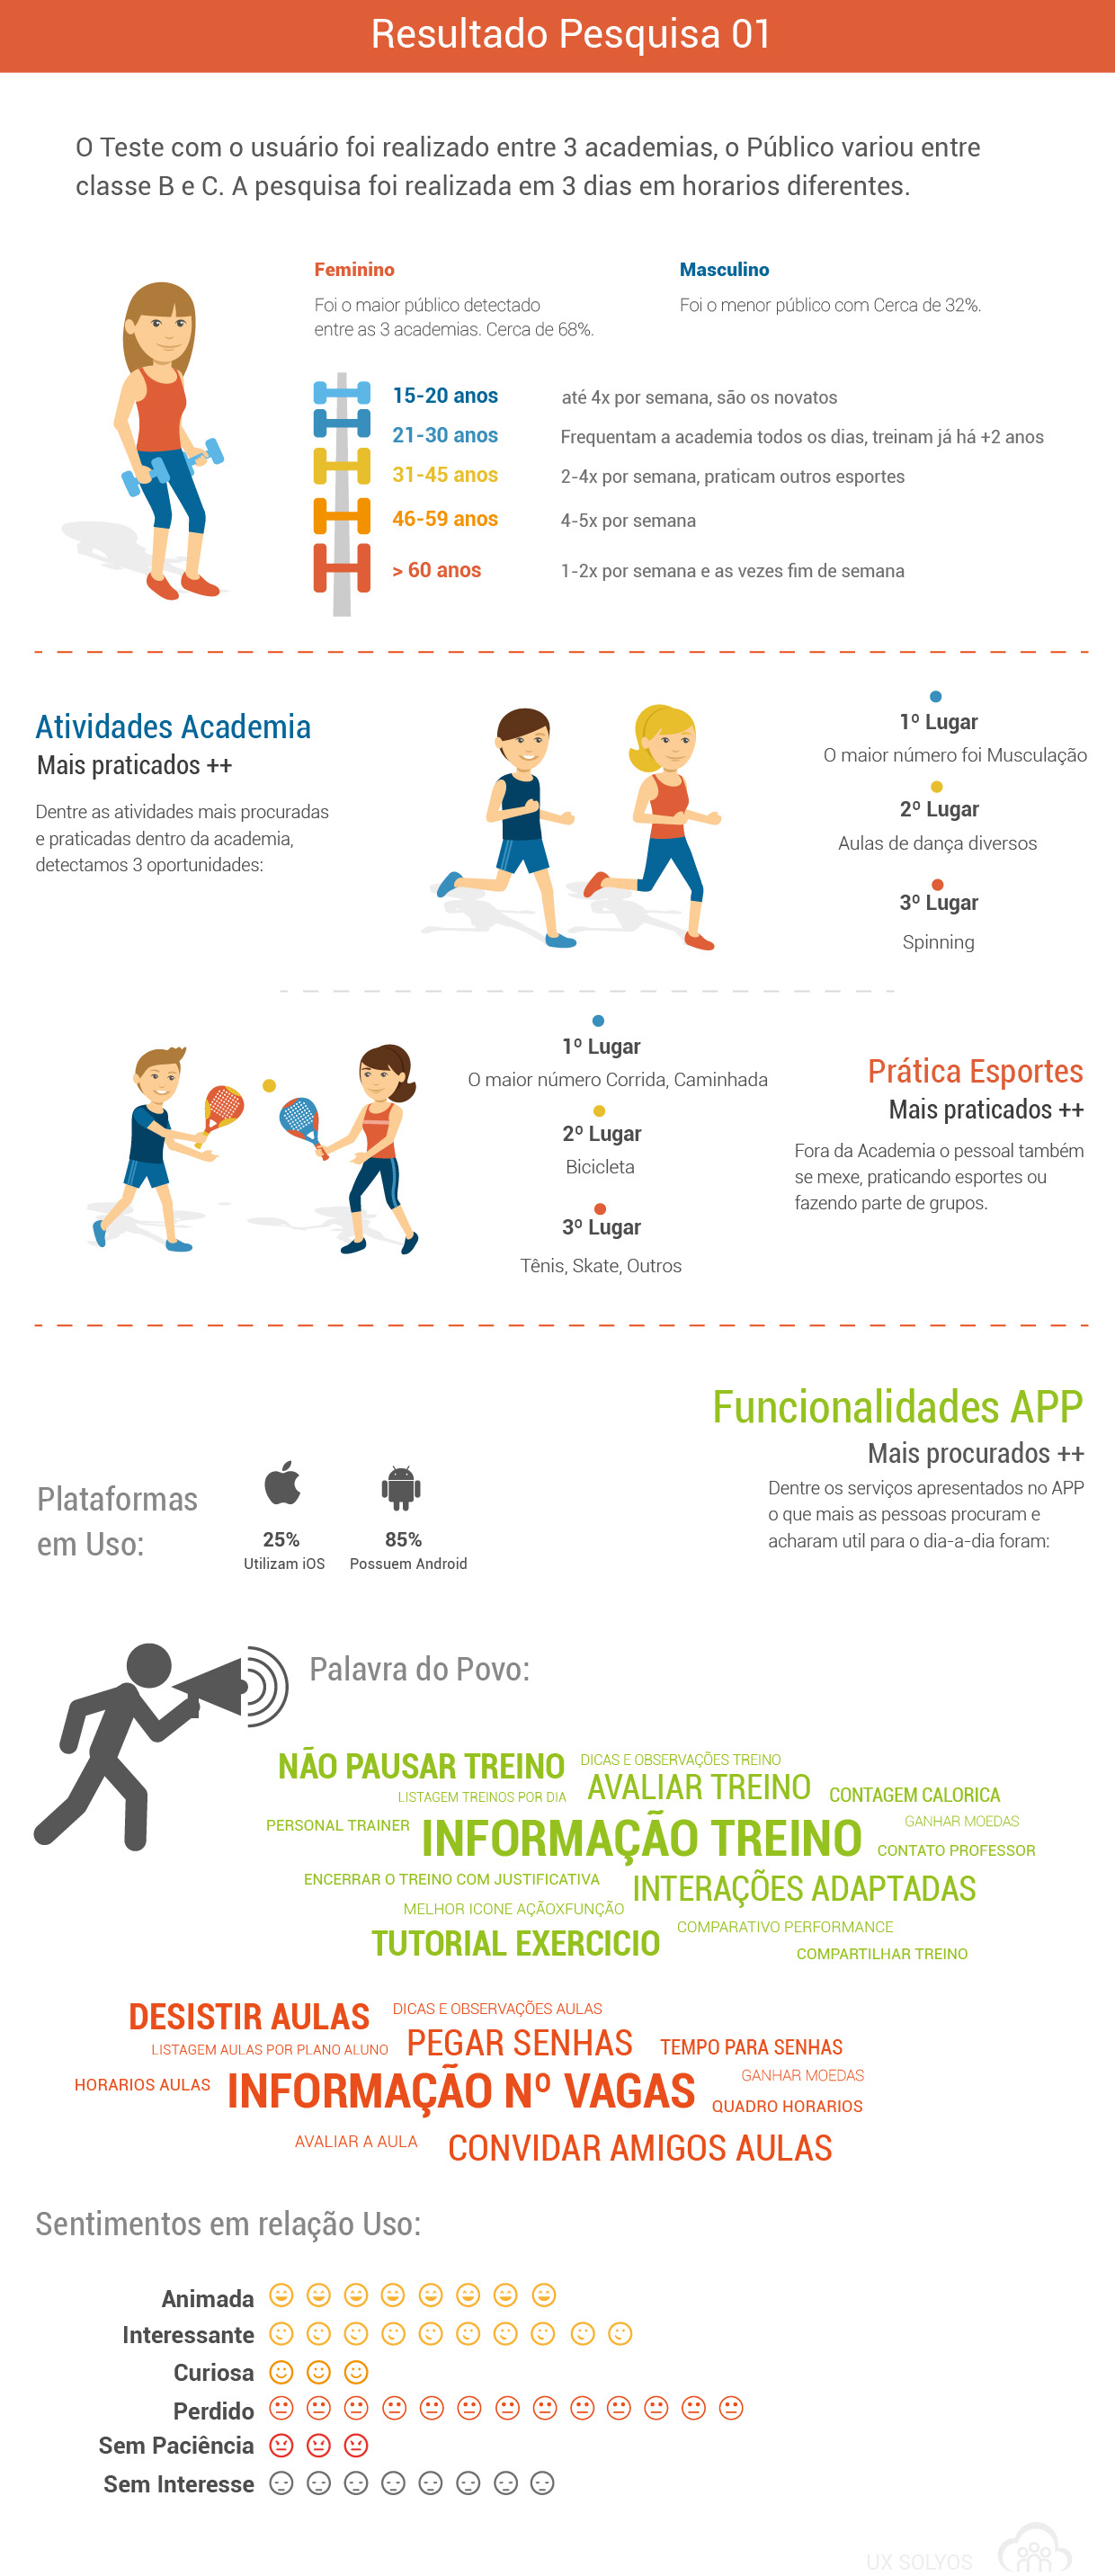 Resultado Pesquisa 01
O Teste com o usuário foi realizado entre 3 academias, o Público variou entre
classe B e C. A pesquisa foi realizada em 3 dias em horarios diferentes.
Feminino
Foi o maior público detectado
entre as 3 academias. Cerca de 68%.
Masculino
Foi o menor público com Cerca de 32%.
15-20 anos até 4x por semana, são os novatos
21-30 anos Frequentam a academia todos os dias, treinam já há +2 anos
31-45 anos 2-4x por semana, praticam outros esportes
46-59 anos 4-5x por semana
> 60 anos 1-2x por semana e as vezes fim de semana
Atividades Academia
Mais praticados ++
Dentre as atividades mais procuradas
e praticadas dentro da academia,
detectamos 3 oportunidades:
1º Lugar
O maior número foi Musculação
2º Lugar
Aulas de dança diversos
3º Lugar
Spinning
1º Lugar
O maior número Corrida, Caminhada
2º Lugar
Bicicleta
3º Lugar
Tênis, Skate, Outros
Prática Esportes
Mais praticados ++
Fora da Academia o pessoal também
se mexe, praticando esportes ou
fazendo parte de grupos.
Funcionalidades APP
Mais procurados ++
Dentre os serviços apresentados no APP
o que mais as pessoas procuram e
acharam util para o dia-a-dia foram:
Plataformas
em Uso:
25%
Utilizam iOS
85%
Possuem Android
Palavra do Povo:
NÃO PAUSAR TREINO
DICAS E OBSERVAÇÕES TREINO
LISTAGEM TREINOS POR DIA
AVALIAR TREINO
CONTAGEM CALORICA
PERSONAL TRAINER
INFORMAÇÃO TREINO
GANHAR MOEDAS
CONTATO PROFESSOR
ENCERRAR O TREINO COM JUSTIFICATIVA
INTERAÇÕES ADAPTADAS
MELHOR ICONE AÇÃOXFUNÇÃO
TUTORIAL EXERCICIO
COMPARATIVO PERFORMANCE
COMPARTILHAR TREINO
DESISTIR AULAS
DICAS E OBSERVAÇÕES AULAS
LISTAGEM AULAS POR PLANO ALUNO
PEGAR SENHAS
TEMPO PARA SENHAS
HORARIOS AULAS
INFORMAÇÃO Nº VAGAS
GANHAR MOEDAS
QUADRO HORARIOS
AVALIAR A AULA
CONVIDAR AMIGOS AULAS
Sentimentos em relação Uso:
Animada
Interessante
Curiosa
Perdido
Sem Paciência
Sem Interesse
UX SOLYOS